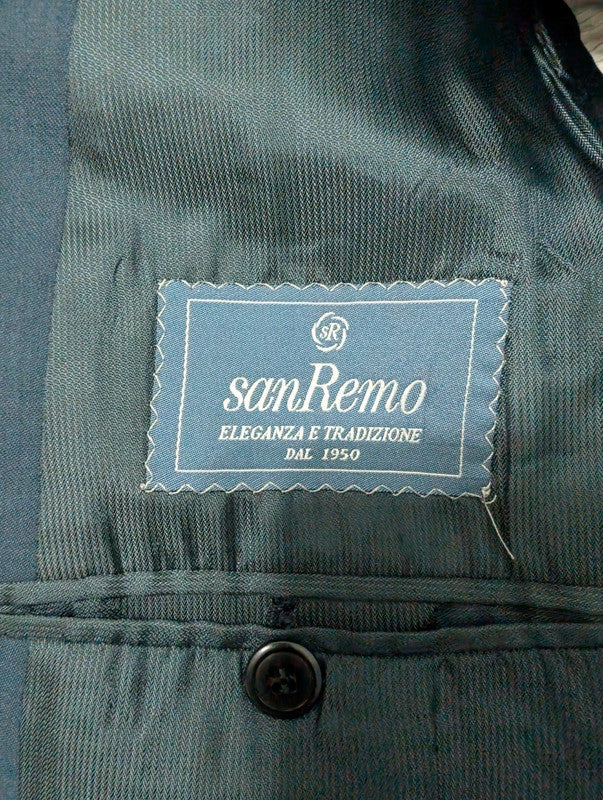 SR
sanRemo
ELEGANZA E TRADIZIONE
DAL 1950